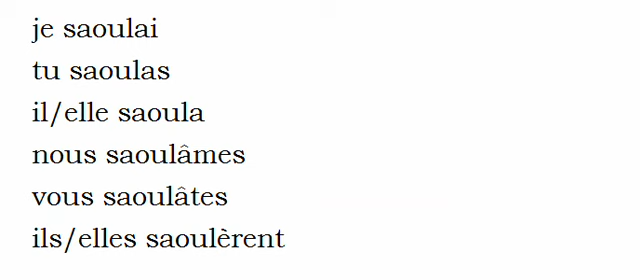 je saoulai
tu saoulas
il/elle saoula
nous saoulâmes
vous saoulâtes
ils/elles saoulèrent